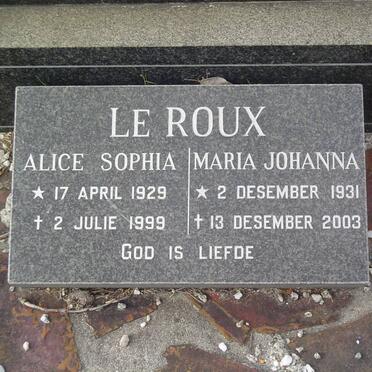 LE ROUX
ALICE SOPHIA MARIA JOHANNA
★ 17 APRIL 1929 ★ 2 DESEMBER 1931
✝ 2 JULIE 1999 ✝ 13 DESEMBER 2003
GOD IS LIEFDE